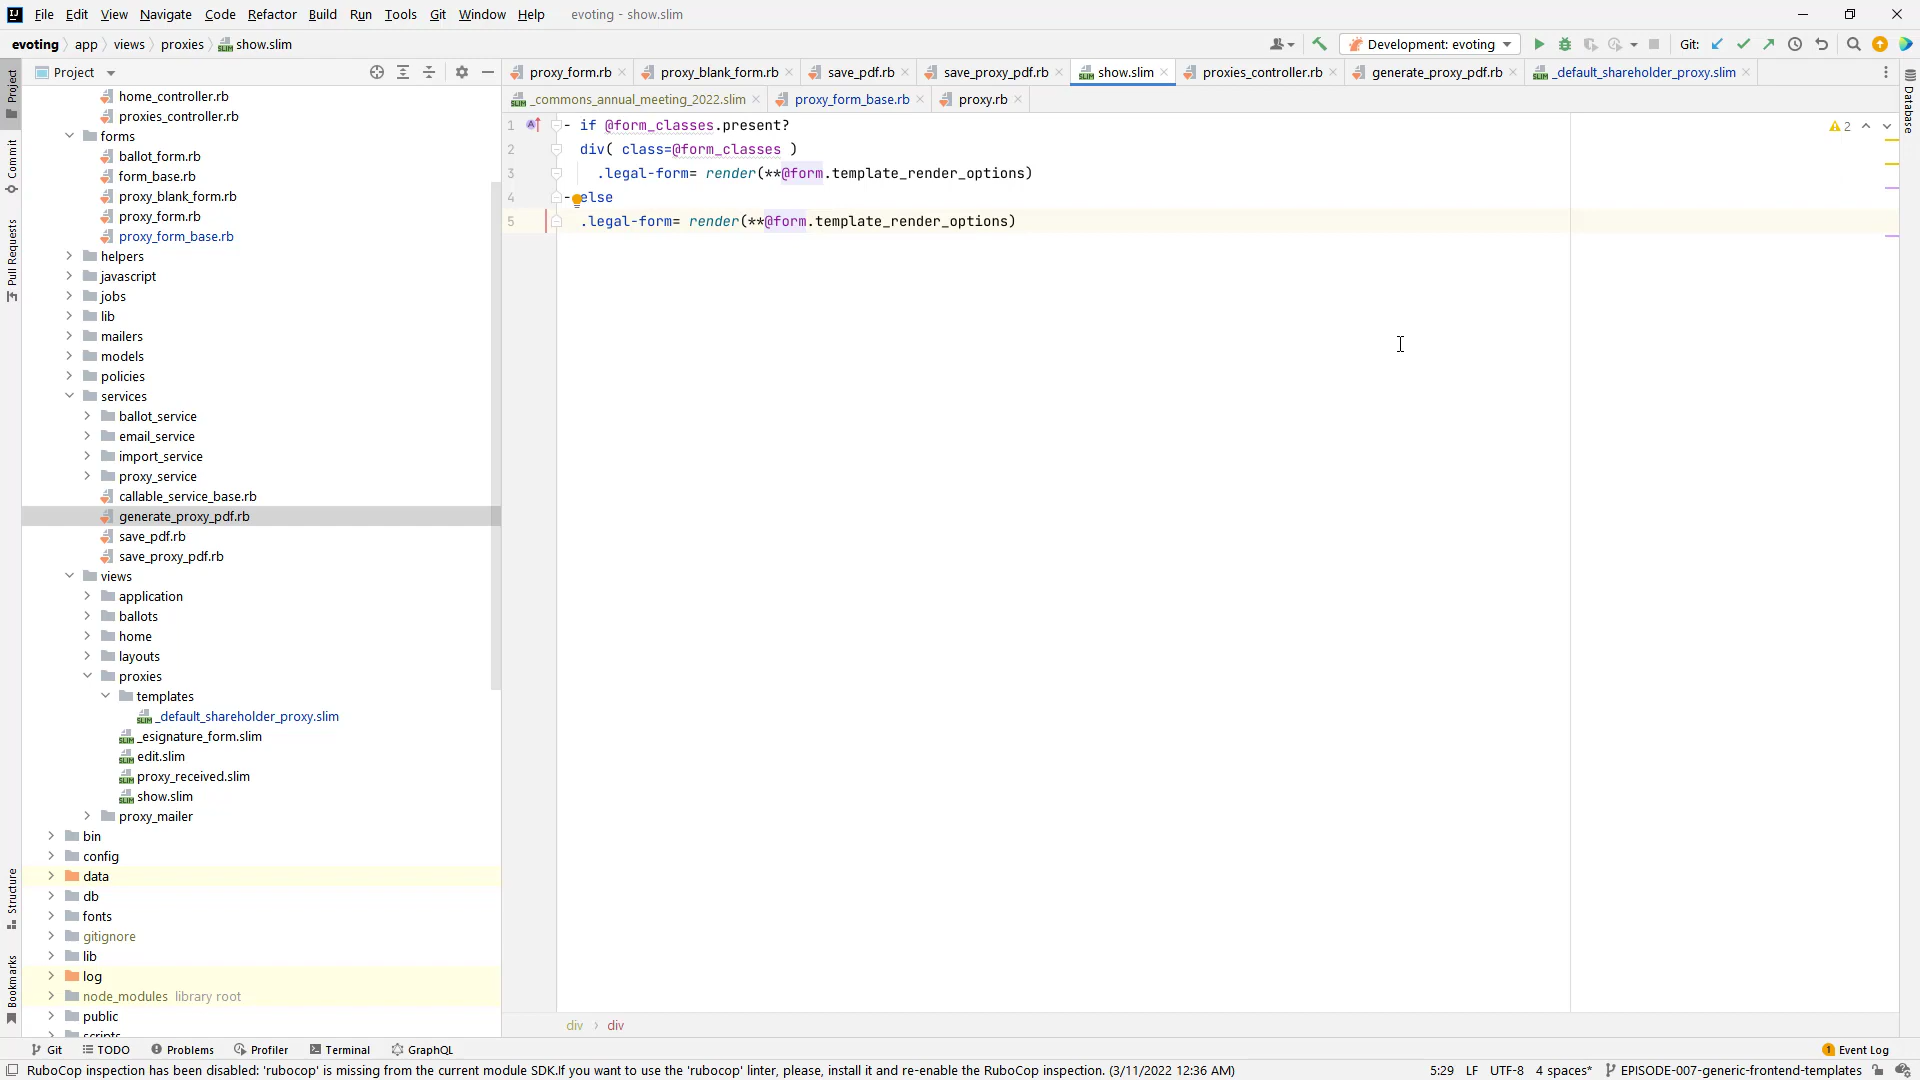 File Edit View Navigate Code Refactor Build Run Tools Git Window Help evoting - show.slim
evoting app views proxies show.slim Development: evoting Git:
Project
proxy_form.rb proxy_blank_form.rb save_pdf.rb save_proxy_pdf.rb show.slim proxies_controller.rb generate_proxy_pdf.rb _default_shareholder_proxy.slim
_commons_annual_meeting_2022.slim proxy_form_base.rb proxy.rb
home_controller.rb
proxies_controller.rb
forms
ballot_form.rb
form_base.rb
proxy_blank_form.rb
proxy_form.rb
proxy_form_base.rb
helpers
javascript
jobs
lib
mailers
models
policies
services
ballot_service
email_service
import_service
proxy_service
callable_service_base.rb
generate_proxy_pdf.rb
save_pdf.rb
save_proxy_pdf.rb
views
application
ballots
home
layouts
proxies
templates
_default_shareholder_proxy.slim
_esignature_form.slim
edit.slim
proxy_received.slim
show.slim
proxy_mailer
bin
config
data
db
fonts
gitignore
lib
log
node_modules library root
public
scripts
1 - if @form_classes.present?
2 div( class=@form_classes )
3 .legal-form= render(**@form.template_render_options)
4 - else
5 .legal-form= render(**@form.template_render_options)
2
div › div
Project
Commit
Pull Requests
Structure
Bookmarks
Database
Git TODO Problems Profiler Terminal GraphQL 1 Event Log
RuboCop inspection has been disabled: 'rubocop' is missing from the current module SDK.If you want to use the 'rubocop' linter, please, install it and re-enable the RuboCop inspection. (3/11/2022 12:36 AM) 5:29 LF UTF-8 4 spaces* EPISODE-007-generic-frontend-templates